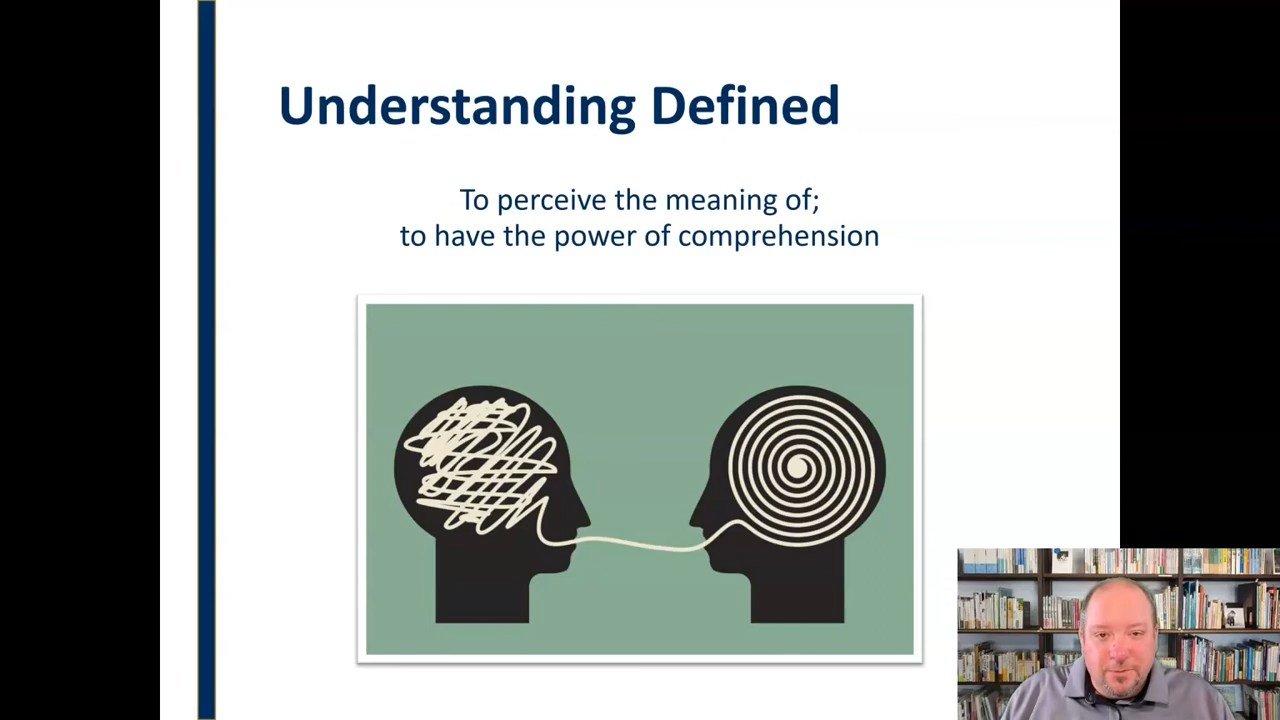 Understanding Defined
To perceive the meaning of;
to have the power of comprehension